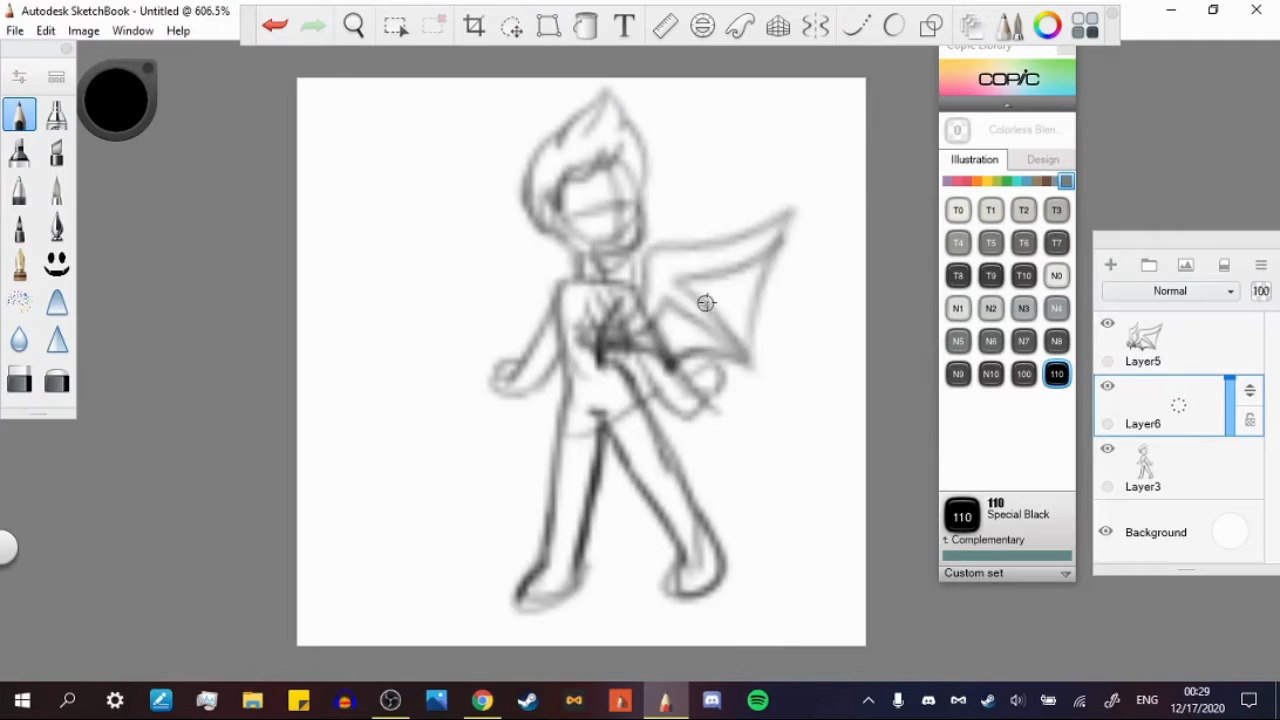 Autodesk SketchBook - Untitled @ 606.5%
File Edit Image Window Help
T
Copic Library
COPIC
0 Colorless Blen...
Illustration Design
T0 T1 T2 T3
T4 T5 T6 T7
T8 T9 T10 N0
N1 N2 N3 N4
N5 N6 N7 N8
N9 N10 100 110
110
110
Special Black
Complementary
Custom set
Normal 100
Layer5
Layer6
Layer3
Background
ENG
00:29
12/17/2020